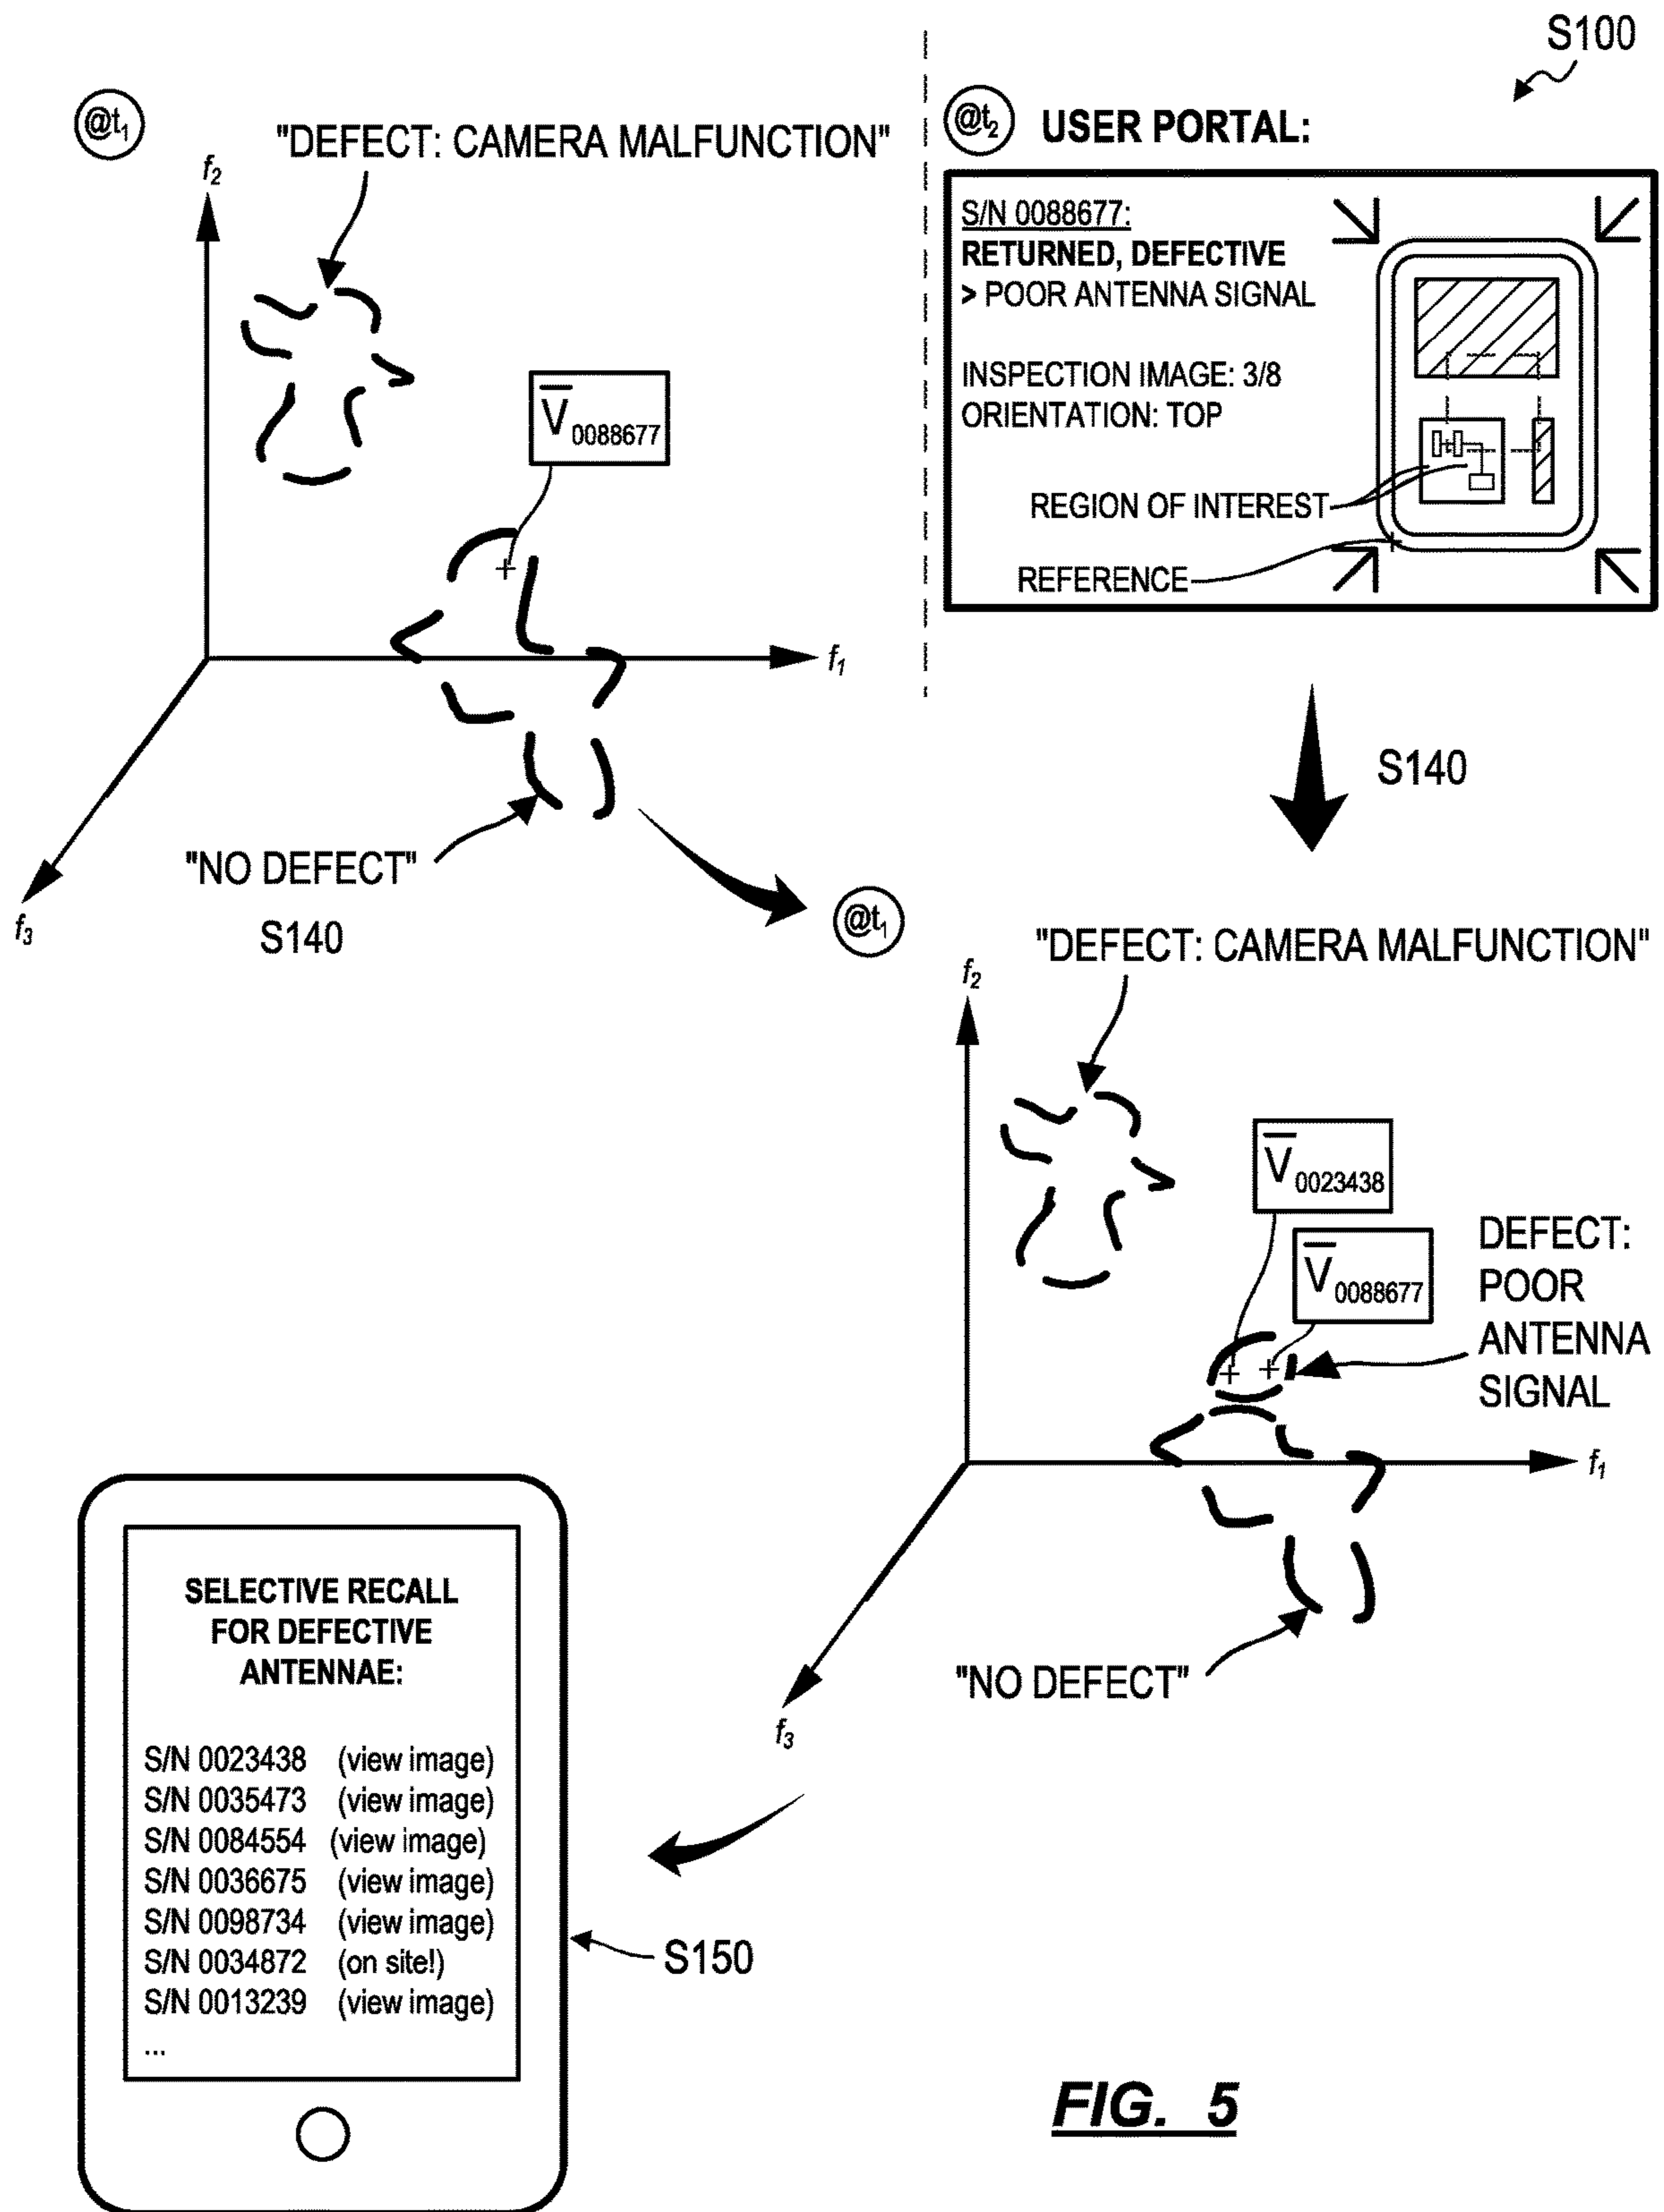 S100
@t1
"DEFECT: CAMERA MALFUNCTION"
f2
V0088677
f1
"NO DEFECT"
f3
S140
@t2 USER PORTAL:
S/N 0088677:
RETURNED, DEFECTIVE
> POOR ANTENNA SIGNAL
INSPECTION IMAGE: 3/8
ORIENTATION: TOP
REGION OF INTEREST
REFERENCE
S140
@t1
"DEFECT: CAMERA MALFUNCTION"
f2
V0023438
V0088677
DEFECT:
POOR
ANTENNA
SIGNAL
f1
"NO DEFECT"
f3
SELECTIVE RECALL
FOR DEFECTIVE
ANTENNAE:
S/N 0023438 (view image)
S/N 0035473 (view image)
S/N 0084554 (view image)
S/N 0036675 (view image)
S/N 0098734 (view image)
S/N 0034872 (on site!)
S/N 0013239 (view image)
...
S150
FIG. 5